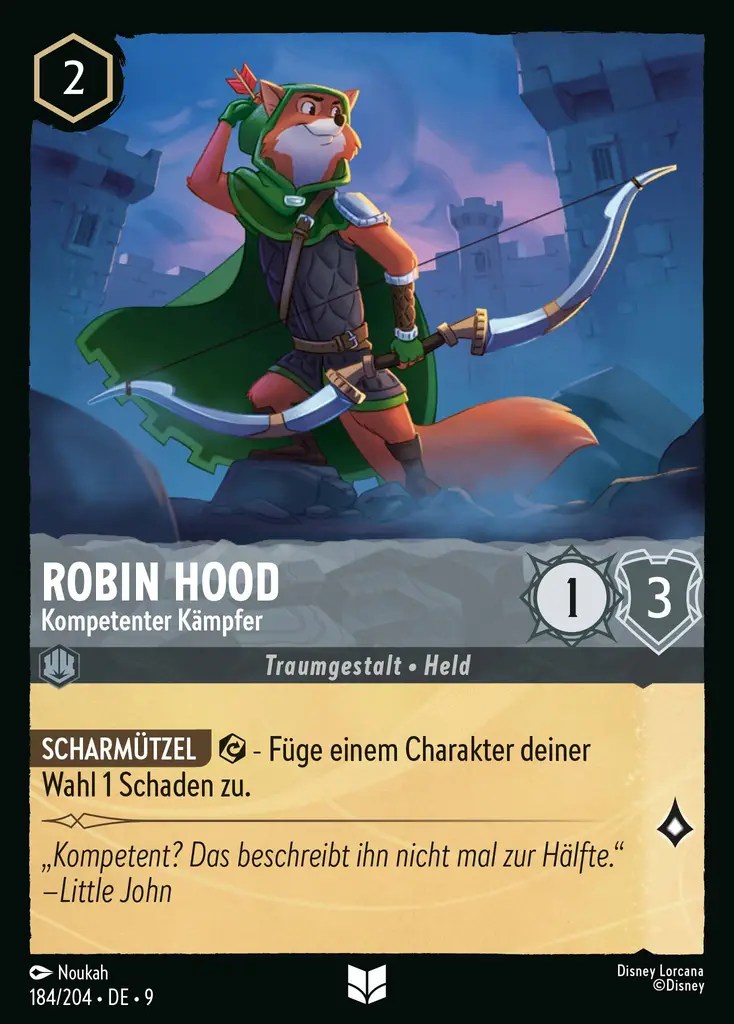 2
ROBIN HOOD
Kompetenter Kämpfer
1
3
Traumgestalt • Held
SCHARMÜTZEL - Füge einem Charakter deiner
Wahl 1 Schaden zu.
„Kompetent? Das beschreibt ihn nicht mal zur Hälfte.“
–Little John
Noukah
184/204 • DE • 9
Disney Lorcana
©Disney